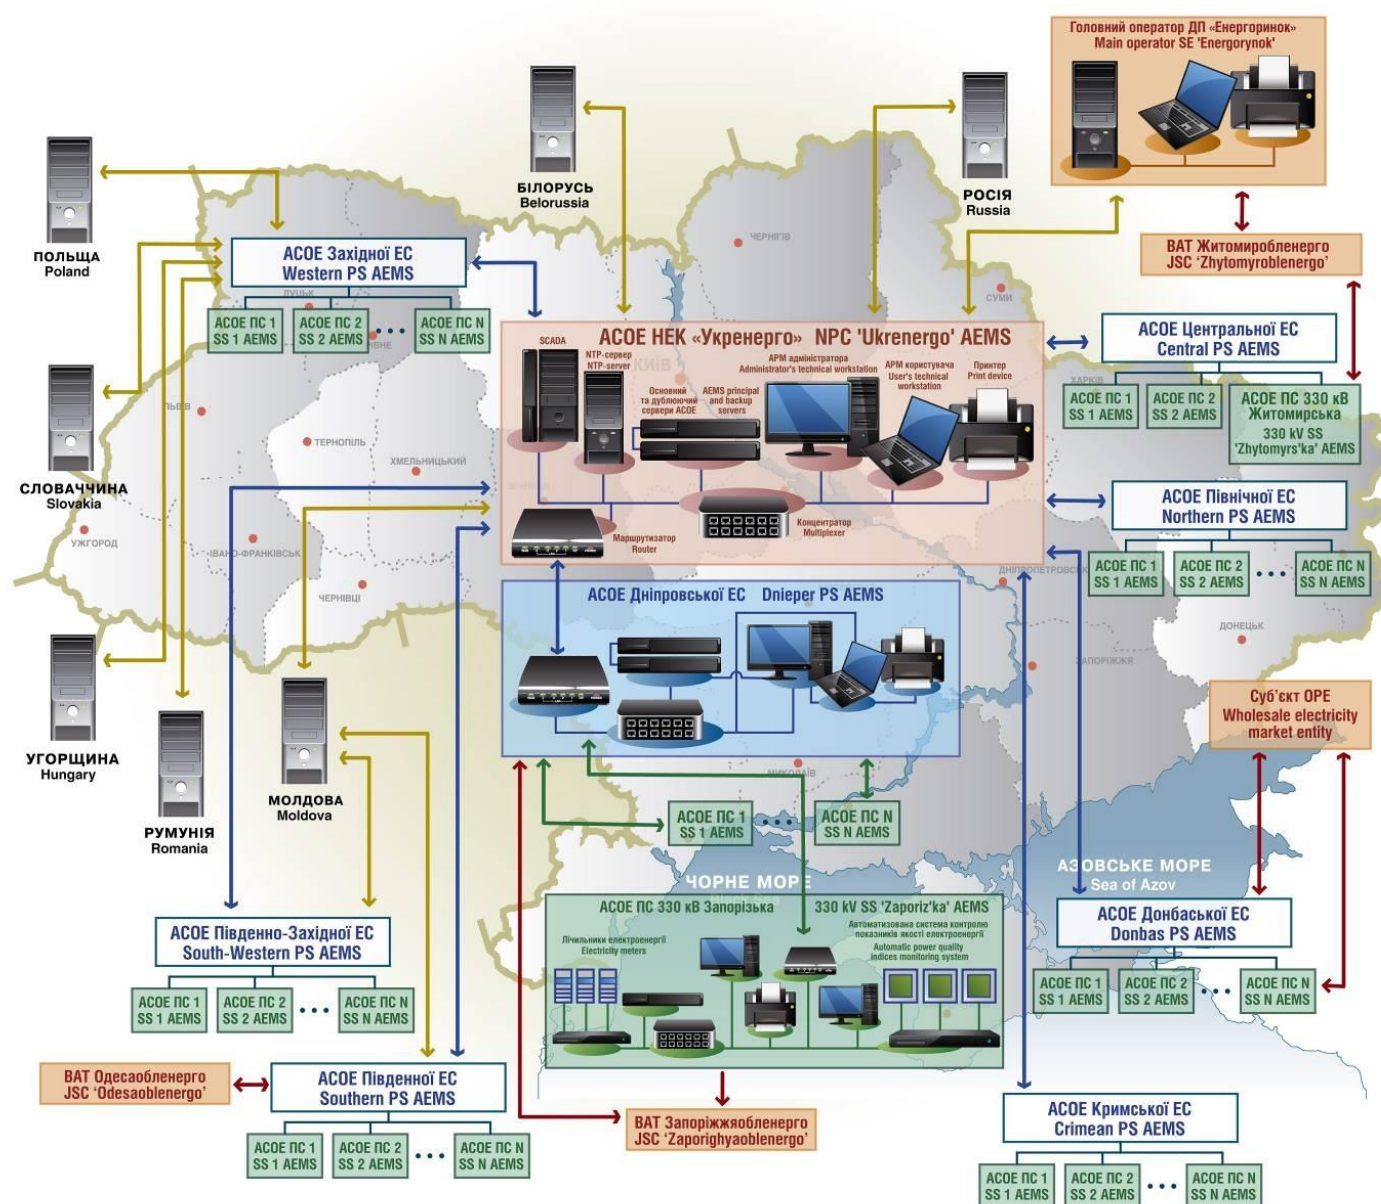 Головний оператор ДП «Енергоринок»
Main operator SE 'Energorynok'
ПОЛЬЩА
Poland
БІЛОРУСЬ
Belorussia
РОСІЯ
Russia
ЧЕРНІГІВ
СУМИ
ВАТ Житомиробленерго
JSC 'Zhytomyroblenergo'
АСОЕ Західної ЕС
Western PS AEMS
ЛУЦЬК
АСОЕ ПС 1
SS 1 AEMS
АСОЕ ПС 2
SS 2 AEMS
АСОЕ ПС N
SS N AEMS
АСОЕ НЕК «Укренерго» NPC 'Ukrenergo' AEMS
SCADA
NTP-сервер
NTP-server
Основний
та дублюючий
сервери АСОЕ
AEMS principal
and backup
servers
АРМ адміністратора
Administrator's technical workstation
АРМ користувача
User's technical
workstation
Принтер
Print device
Маршрутизатор
Router
Концентратор
Multiplexer
АСОЕ Центральної ЕС
Central PS AEMS
ХАРКІВ
АСОЕ ПС 1
SS 1 AEMS
АСОЕ ПС 2
SS 2 AEMS
АСОЕ ПС 330 кВ
Житомирська
330 kV SS
'Zhytomyrs'ka' AEMS
ЛЬВІВ
ТЕРНОПІЛЬ
ХМЕЛЬНИЦЬКИЙ
СЛОВАЧЧИНА
Slovakia
УЖГОРОД
ІВАНО-ФРАНКІВСЬК
ЧЕРНІВЦІ
АСОЕ Північної ЕС
Northern PS AEMS
АСОЕ ПС 1
SS 1 AEMS
АСОЕ ПС 2
SS 2 AEMS
АСОЕ ПС N
SS N AEMS
ДОНЕЦЬК
ЗАПОРІЖЖЯ
АСОЕ Дніпровської ЕС Dnieper PS AEMS
МИКОЛАЇВ
УГОРЩИНА
Hungary
РУМУНІЯ
Romania
МОЛДОВА
Moldova
Суб'єкт ОРЕ
Wholesale electricity
market entity
АСОЕ ПС 1
SS 1 AEMS
АСОЕ ПС N
SS N AEMS
ЧОРНЕ МОРЕ
АЗОВСЬКЕ МОРЕ
Sea of Azov
АСОЕ ПС 330 кВ Запорізька 330 kV SS 'Zaporiz'ka' AEMS
Лічильники електроенергії
Electricity meters
Автоматизована система контролю
показників якості електроенергії
Automatic power quality
indices monitoring system
АСОЕ Південно-Західної ЕС
South-Western PS AEMS
АСОЕ ПС 1
SS 1 AEMS
АСОЕ ПС 2
SS 2 AEMS
АСОЕ ПС N
SS N AEMS
АСОЕ Донбаської ЕС
Donbas PS AEMS
АСОЕ ПС 1
SS 1 AEMS
АСОЕ ПС 2
SS 2 AEMS
АСОЕ ПС N
SS N AEMS
ВАТ Одесаобленерго
JSC 'Odesaoblenergo'
АСОЕ Південної ЕС
Southern PS AEMS
АСОЕ ПС 1
SS 1 AEMS
АСОЕ ПС 2
SS 2 AEMS
АСОЕ ПС N
SS N AEMS
ВАТ Запоріжжяобленерго
JSC 'Zaporighyaoblenergo'
АСОЕ Кримської ЕС
Crimean PS AEMS
АСОЕ ПС 1
SS 1 AEMS
АСОЕ ПС 2
SS 2 AEMS
АСОЕ ПС N
SS N AEMS